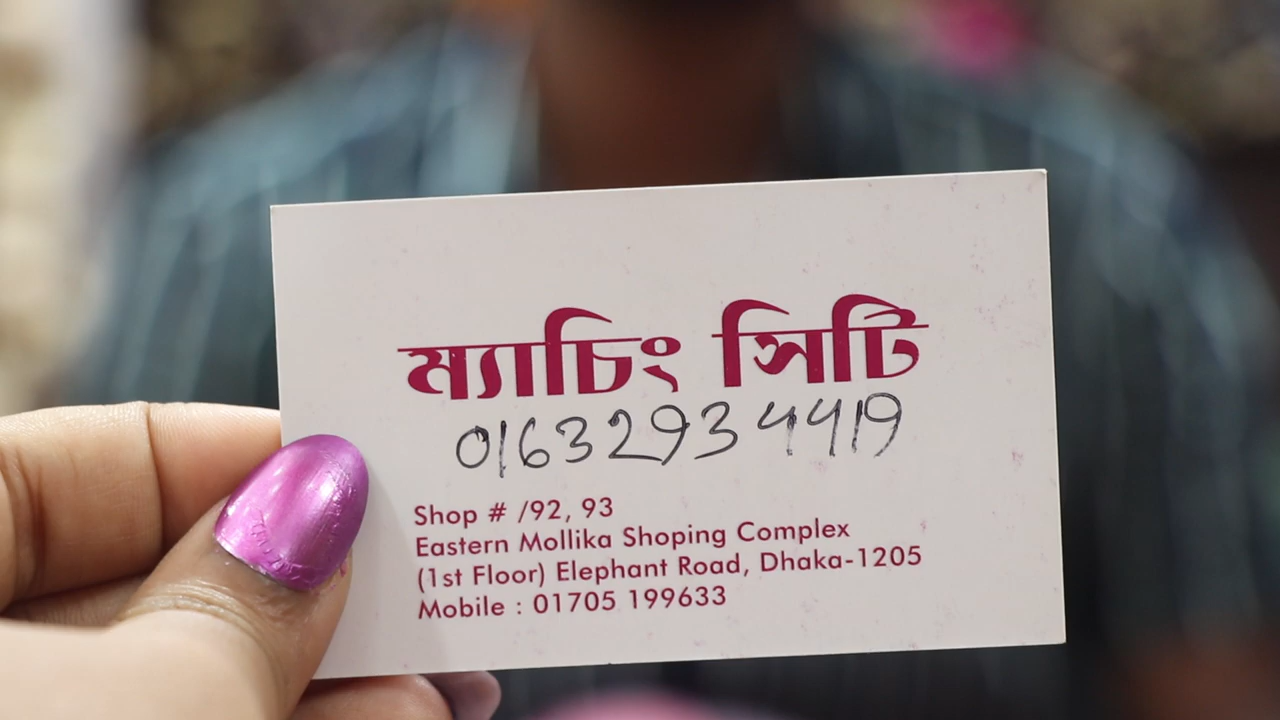 ম্যাচিং সিটি
01632934419
Shop # /92, 93
Eastern Mollika Shoping Complex
(1st Floor) Elephant Road, Dhaka-1205
Mobile : 01705 199633